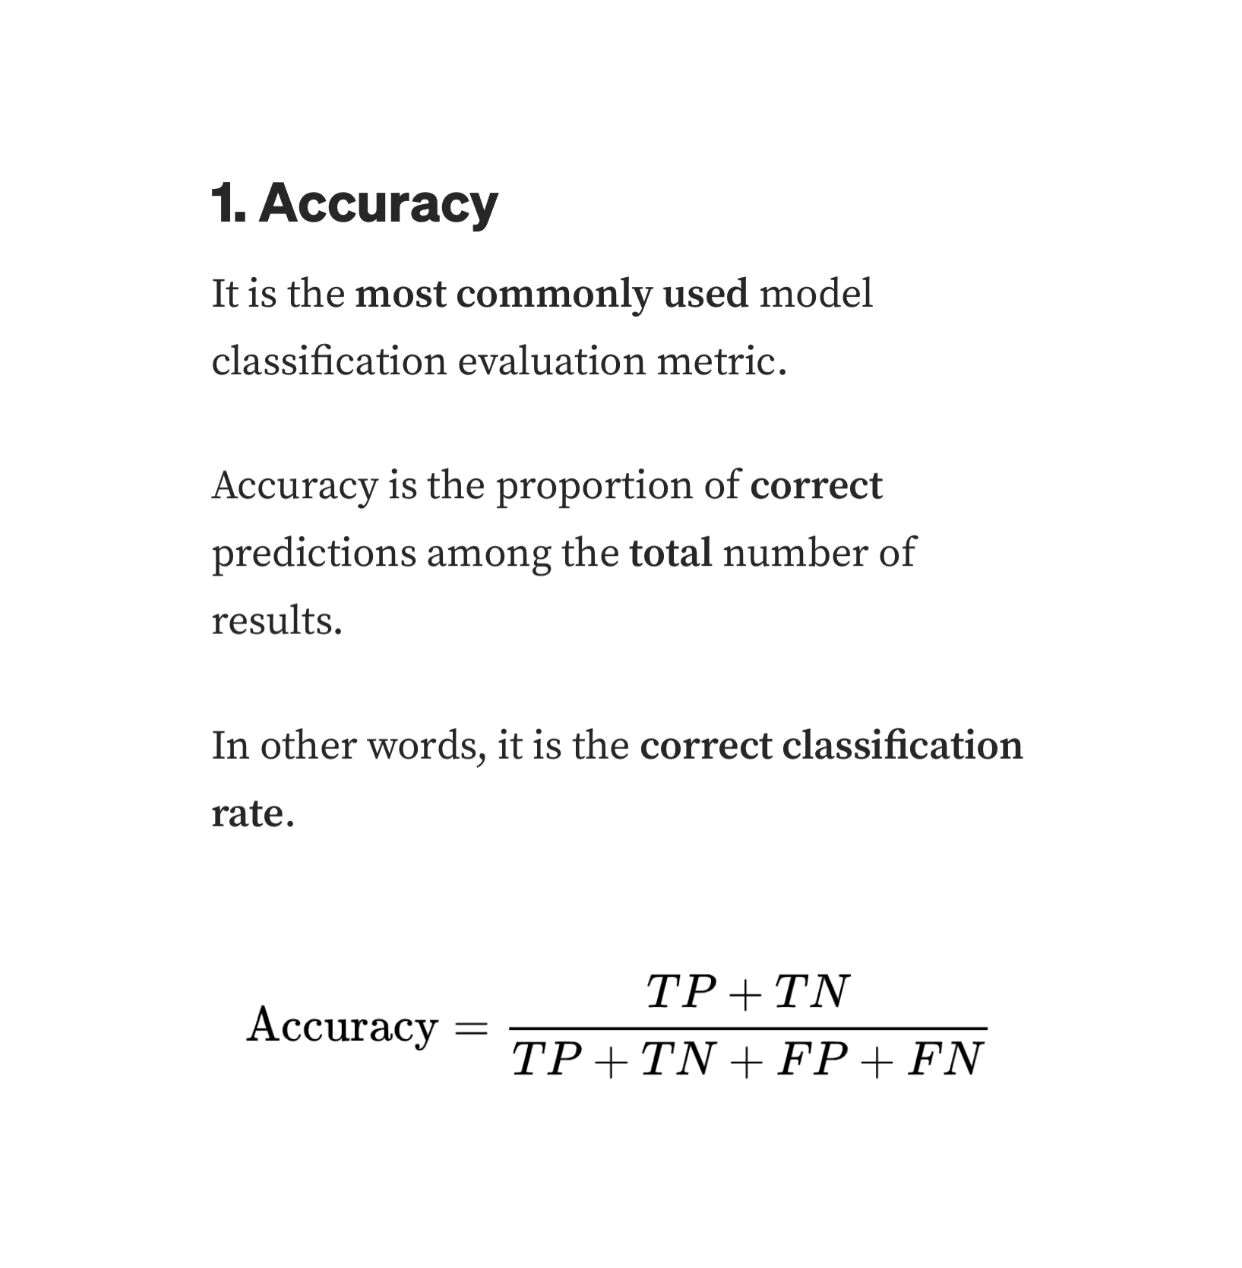 1. Accuracy
It is the most commonly used model
classification evaluation metric.
Accuracy is the proportion of correct
predictions among the total number of
results.
In other words, it is the correct classification
rate.
TP + TN
Accuracy =
TP + TN + FP + FN